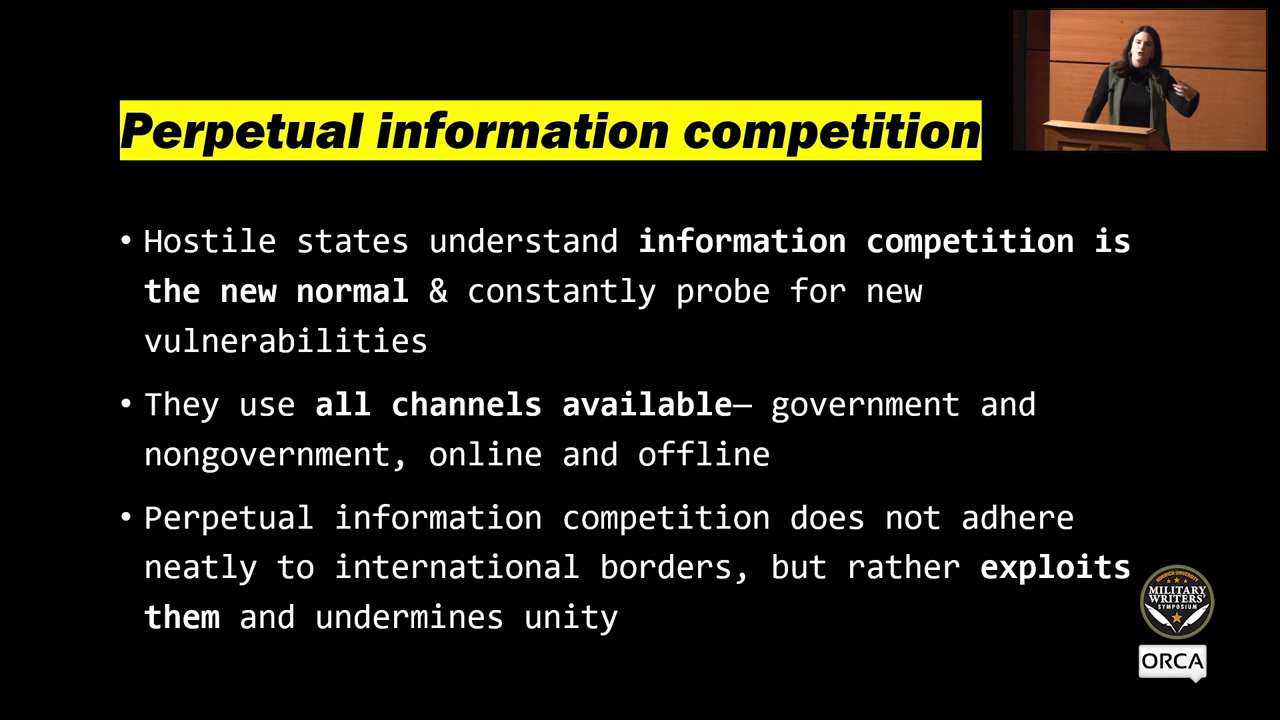 Perpetual information competition
• Hostile states understand information competition is
the new normal & constantly probe for new
vulnerabilities
• They use all channels available— government and
nongovernment, online and offline
• Perpetual information competition does not adhere
neatly to international borders, but rather exploits
them and undermines unity
NORWICH UNIVERSITY
MILITARY
WRITERS'
SYMPOSIUM
ORCA